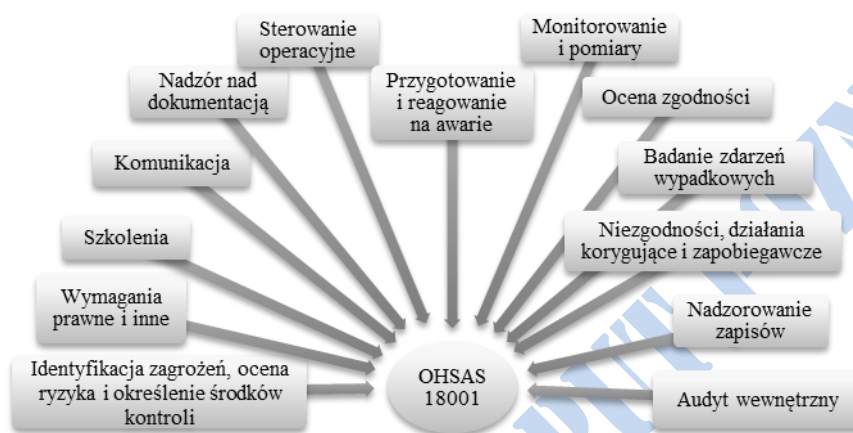 Sterowanie
operacyjne
Monitorowanie
i pomiary
Nadzór nad
dokumentacją
Przygotowanie
i reagowanie
na awarie
Ocena zgodności
Komunikacja
Badanie zdarzeń
wypadkowych
Szkolenia
Niezgodności, działania
korygujące i zapobiegawcze
Wymagania
prawne i inne
Nadzorowanie
zapisów
Identyfikacja zagrożeń, ocena
ryzyka i określenie środków
kontroli
OHSAS
18001
Audyt wewnętrzny